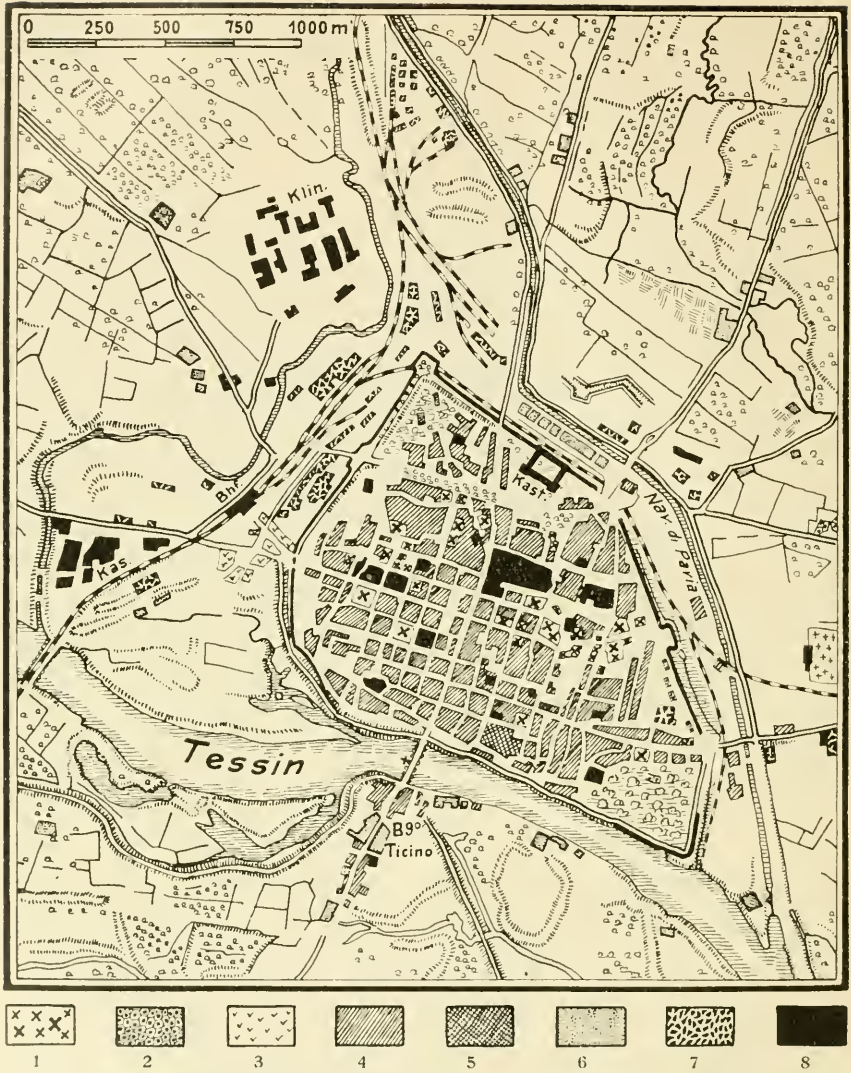 0 250 500 750 1000 m
Klin.
Bhf.
Kast.
Nav. di Pavia
Kas.
Tessin
Bgo
Ticino
1 2 3 4 5 6 7 8